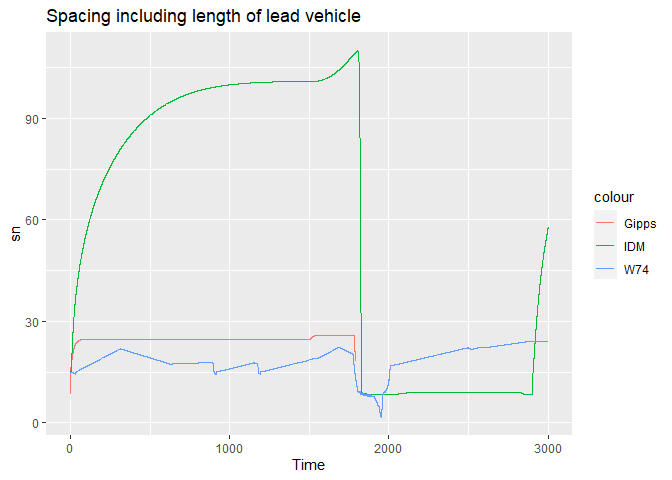 Spacing including length of lead vehicle
90
60
30
0
sn
0 1000 2000 3000
Time
colour
Gipps
IDM
W74